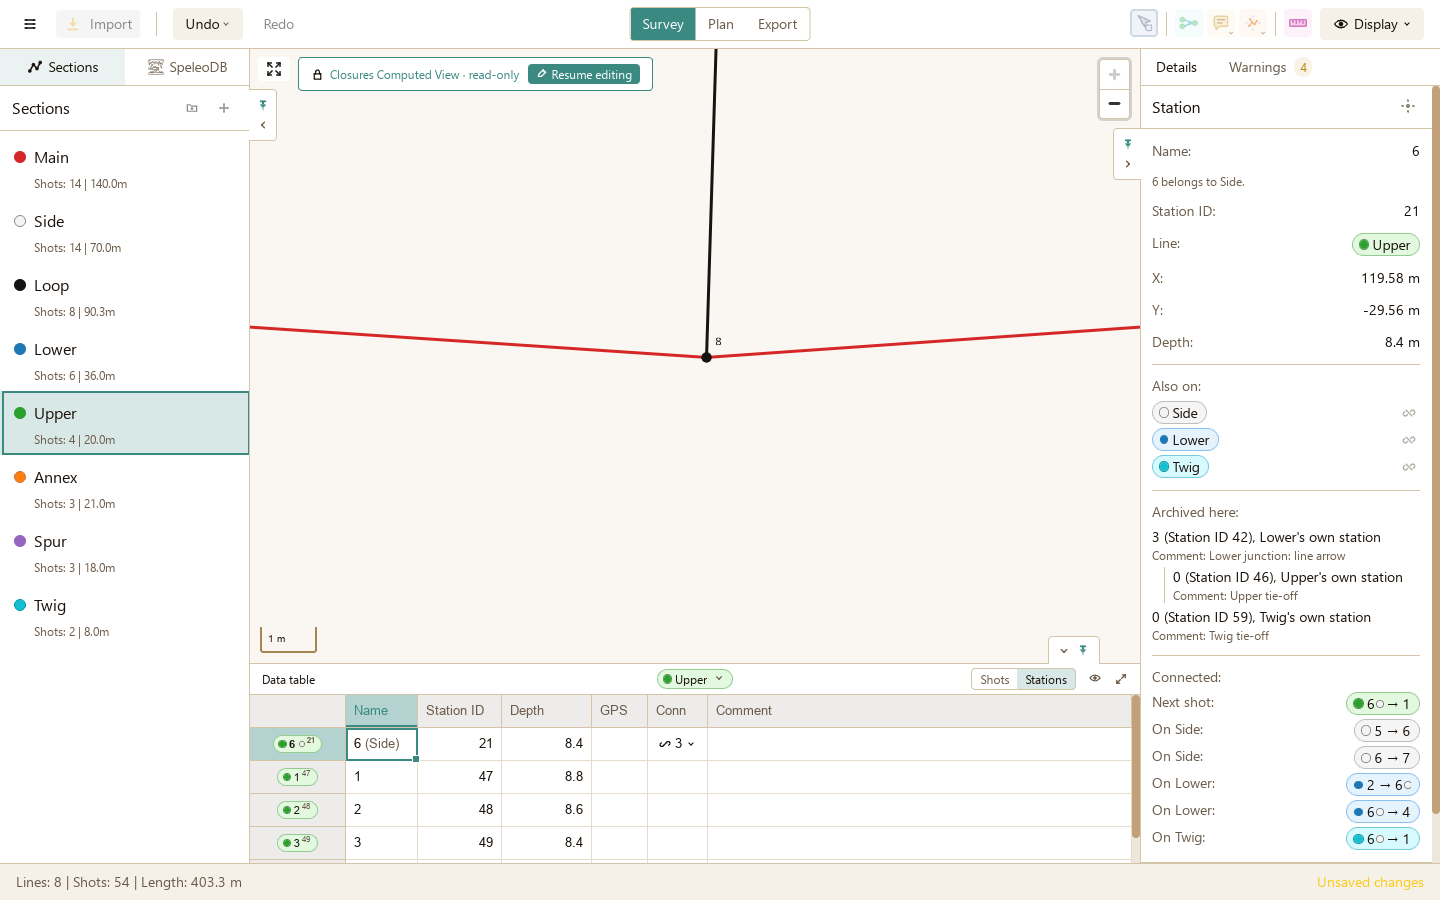 Import
Undo
Redo
Survey
Plan
Export
Display
Sections
SpeleoDB
Closures Computed View · read-only
Resume editing
Details
Warnings
4
Sections
Main
Shots: 14 | 140.0m
Side
Shots: 14 | 70.0m
Loop
Shots: 8 | 90.3m
Lower
Shots: 6 | 36.0m
Upper
Shots: 4 | 20.0m
Annex
Shots: 3 | 21.0m
Spur
Shots: 3 | 18.0m
Twig
Shots: 2 | 8.0m
8
1 m
Station
Name:
6
6 belongs to Side.
Station ID:
21
Line:
Upper
X:
119.58 m
Y:
-29.56 m
Depth:
8.4 m
Also on:
Side
Lower
Twig
Archived here:
3 (Station ID 42), Lower's own station
Comment: Lower junction: line arrow
0 (Station ID 46), Upper's own station
Comment: Upper tie-off
0 (Station ID 59), Twig's own station
Comment: Twig tie-off
Connected:
Next shot:
6 → 1
On Side:
5 → 6
On Side:
6 → 7
On Lower:
2 → 6
On Lower:
6 → 4
On Twig:
6 → 1
Data table
Upper
Shots
Stations
Name
Station ID
Depth
GPS
Conn
Comment
6 21
6 (Side)
21
8.4
3
1 47
1
47
8.8
2 48
2
48
8.6
3 49
3
49
8.4
Lines: 8 | Shots: 54 | Length: 403.3 m
Unsaved changes